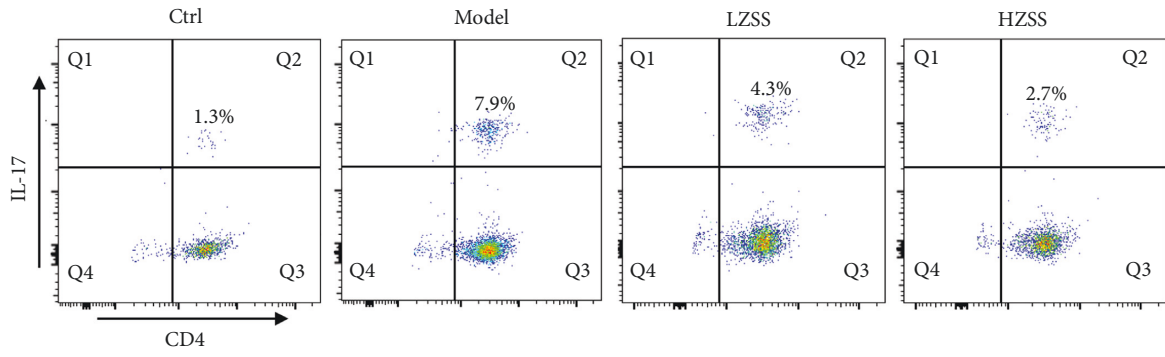 Ctrl
Model
LZSS
HZSS
Q1
Q2
1.3%
Q4
Q3
Q1
Q2
7.9%
Q4
Q3
Q1
Q2
4.3%
Q4
Q3
Q1
Q2
2.7%
Q4
Q3
IL-17
CD4